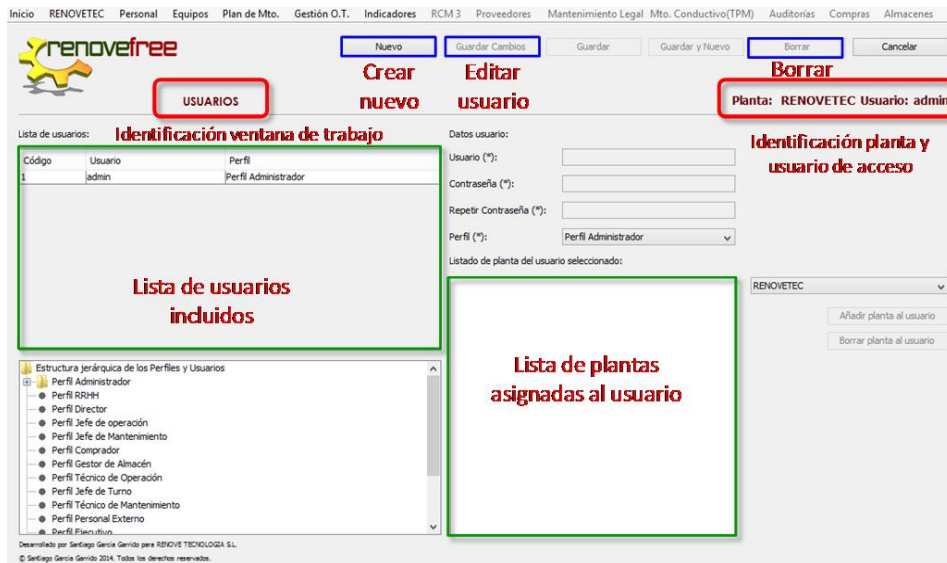 Inicio RENOVETEC Personal Equipos Plan de Mto. Gestión O.T. Indicadores RCM 3 Proveedores Mantenimiento Legal Mto. Conductivo(TPM) Auditorías Compras Almacenes
renovefree
Nuevo Guardar Cambios Guardar Guardar y Nuevo Borrar Cancelar
Crear nuevo
Editar usuario
Borrar
USUARIOS
Planta: RENOVETEC Usuario: admin
Identificación ventana de trabajo
Identificación planta y usuario de acceso
Lista de usuarios:
Código Usuario Perfil
1 admin Perfil Administrador
Lista de usuarios
incluidos
Datos usuario:
Usuario (*):
Contraseña (*):
Repetir Contraseña (*):
Perfil (*): Perfil Administrador
Listado de planta del usuario seleccionado:
Lista de plantas
asignadas al usuario
RENOVETEC
Añadir planta al usuario
Borrar planta al usuario
Estructura jerárquica de los Perfiles y Usuarios
Perfil Administrador
Perfil RRHH
Perfil Director
Perfil Jefe de operación
Perfil Jefe de Mantenimiento
Perfil Comprador
Perfil Gestor de Almacén
Perfil Técnico de Operación
Perfil Jefe de Turno
Perfil Técnico de Mantenimiento
Perfil Personal Externo
Perfil Ejecutivo
Desarrollado por Santiago García Garrido para RENOVE TECNOLOGIA S.L.
© Santiago García Garrido 2014. Todos los derechos reservados.